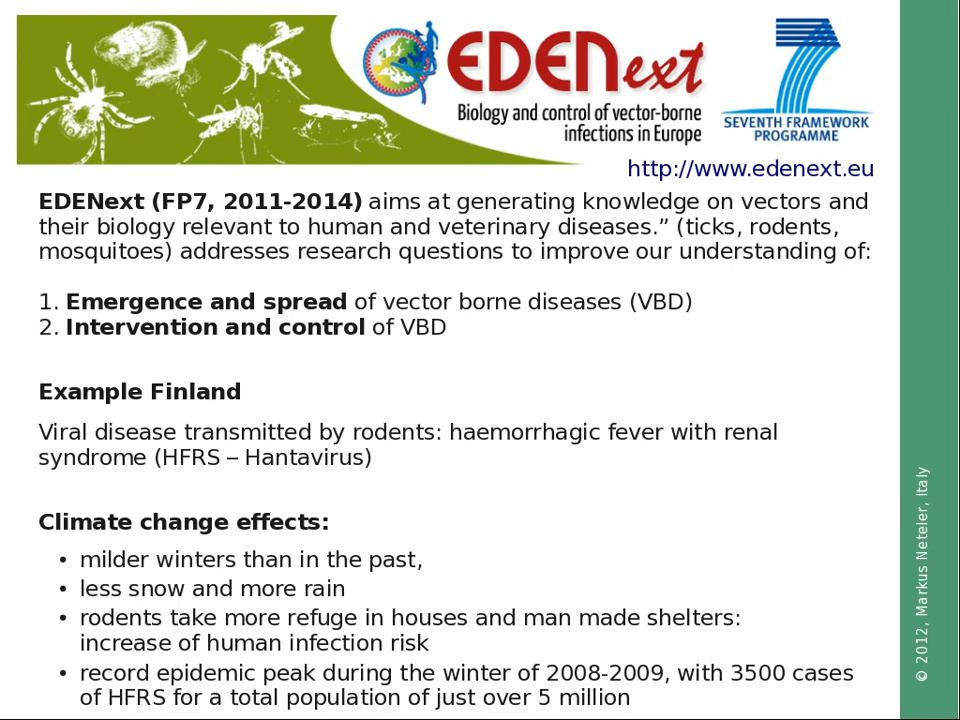 EDENext
Biology and control of vector-borne
infections in Europe
7
SEVENTH FRAMEWORK
PROGRAMME
http://www.edenext.eu
EDENext (FP7, 2011-2014) aims at generating knowledge on vectors and
their biology relevant to human and veterinary diseases.” (ticks, rodents,
mosquitoes) addresses research questions to improve our understanding of:
1. Emergence and spread of vector borne diseases (VBD)
2. Intervention and control of VBD
Example Finland
Viral disease transmitted by rodents: haemorrhagic fever with renal
syndrome (HFRS – Hantavirus)
Climate change effects:
• milder winters than in the past,
• less snow and more rain
• rodents take more refuge in houses and man made shelters:
increase of human infection risk
• record epidemic peak during the winter of 2008-2009, with 3500 cases
of HFRS for a total population of just over 5 million
© 2012, Markus Neteler, Italy